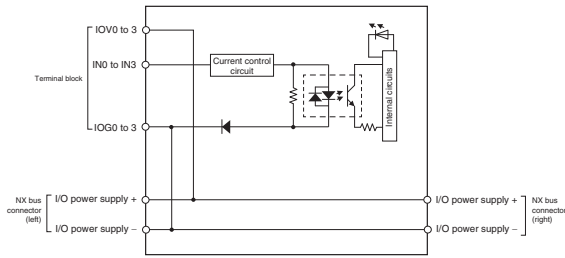 IOV0 to 3
IN0 to IN3
Terminal block
IOG0 to 3
Current control
circuit
Internal circuits
NX bus
connector
(left)
I/O power supply +
I/O power supply −
I/O power supply +
I/O power supply −
NX bus
connector
(right)